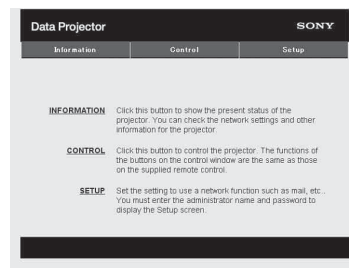 Data Projector SONY
Information Control Setup
INFORMATION Click this button to show the present status of the
projector. You can check the network settings and other
information for the projector.
CONTROL Click this button to control the projector. The functions of
the buttons on the control window are the same as those
on the supplied remote control.
SETUP Set the setting to use a network function such as mail, etc..
You must enter the administrator name and password to
display the Setup screen.